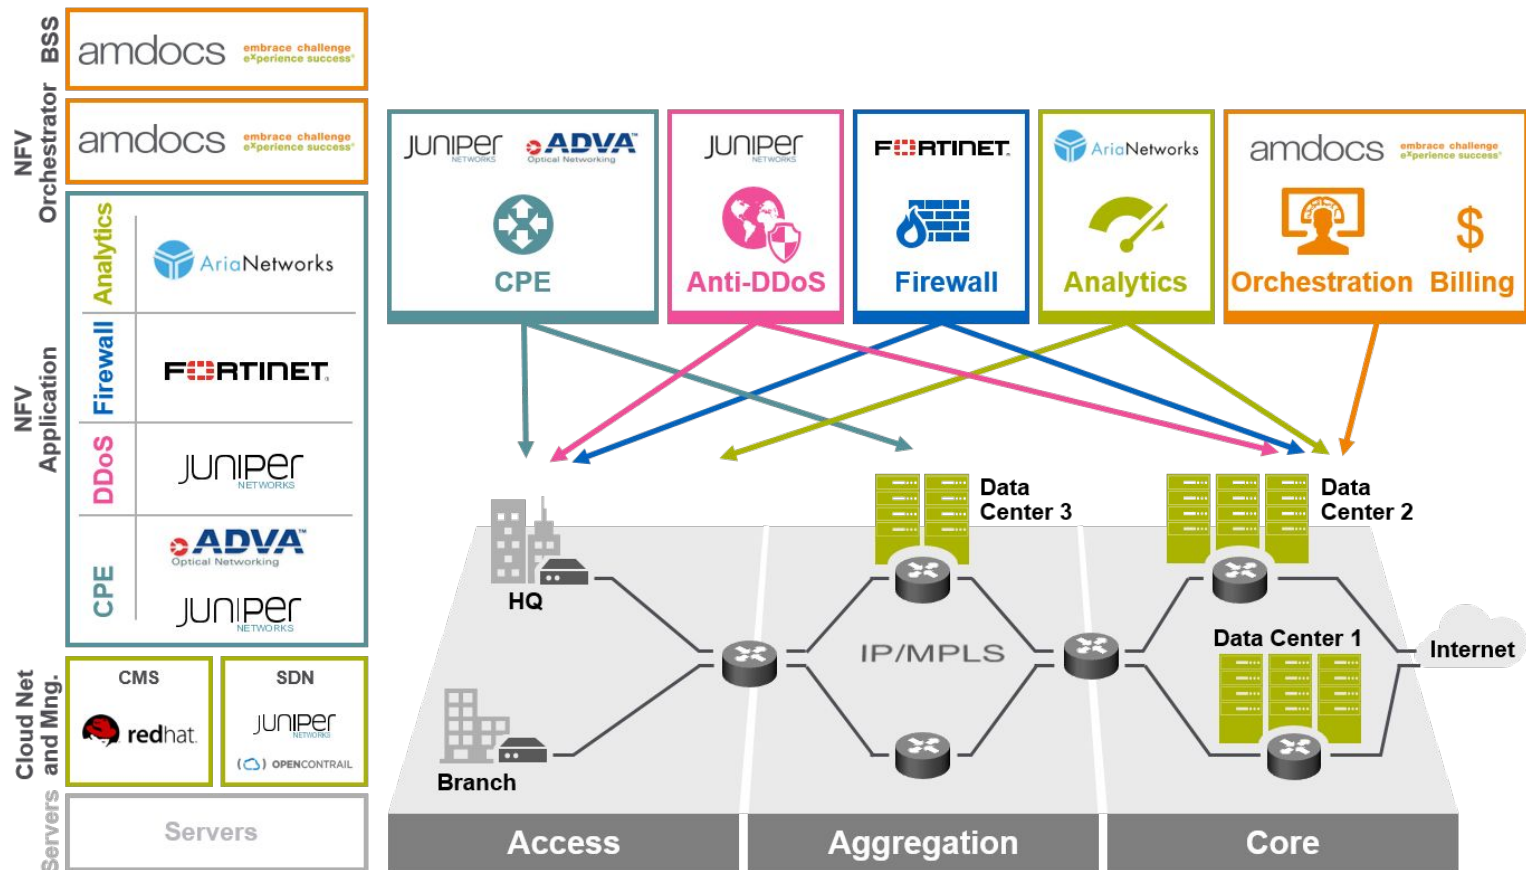 BSS
amdocs
embrace challenge
eXperience success®
NFV
Orchestrator
amdocs
embrace challenge
eXperience success®
NFV
Application
Analytics
AriaNetworks
Firewall
FORTINET
DDoS
JUNIPER
NETWORKS
CPE
ADVA™
Optical Networking
JUNIPER
NETWORKS
Cloud Net
and Mng.
CMS
redhat.
SDN
JUNIPER
NETWORKS
OPENCONTRAIL
Servers
Servers
JUNIPER
NETWORKS
ADVA™
Optical Networking
CPE
JUNIPER
NETWORKS
Anti-DDoS
FORTINET
Firewall
AriaNetworks
Analytics
amdocs
embrace challenge
eXperience success®
$
Orchestration
Billing
HQ
Branch
Data
Center 3
IP/MPLS
Data
Center 2
Data Center 1
Internet
Access
Aggregation
Core